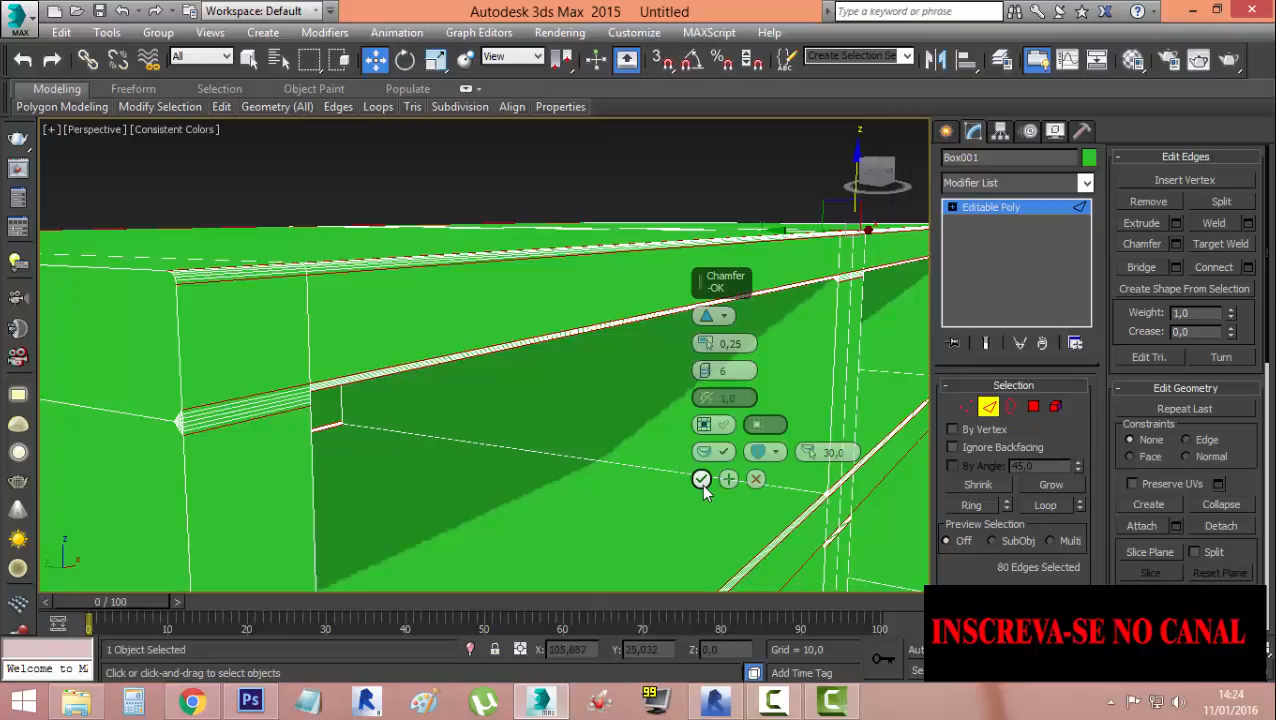 MAX
Workspace: Default
Autodesk 3ds Max 2015 Untitled
Type a keyword or phrase
Edit Tools Group Views Create Modifiers Animation Graph Editors Rendering Customize MAXScript Help
All
View
3
Create Selection Se
Modeling Freeform Selection Object Paint Populate
Polygon Modeling Modify Selection Edit Geometry (All) Edges Loops Tris Subdivision Align Properties
[+] [Perspective] [Consistent Colors]
z
Box001
Modifier List
Editable Poly
Chamfer
-OK
0,25
6
1,0
30,0
z
x
Selection
By Vertex
Ignore Backfacing
By Angle: 45,0
Shrink Grow
Ring Loop
Preview Selection
Off SubObj Multi
80 Edges Selected
Edit Edges
Insert Vertex
Remove Split
Extrude Weld
Chamfer Target Weld
Bridge Connect
Create Shape From Selection
Weight: 1,0
Crease: 0,0
Edit Tri. Turn
Edit Geometry
Repeat Last
Constraints
None Edge
Face Normal
Preserve UVs
Create Collapse
Attach Detach
Slice Plane Split
Slice Reset Plane
0 / 100
0 10 20 30 40 50 60 70 80 90 100
1 Object Selected
X: 105,687 Y: 25,032 Z: 0,0
Grid = 10,0
Welcome to M
Click or click-and-drag to select objects
Add Time Tag
INSCREVA-SE NO CANAL
Ps
MAX
99
14:24
11/01/2016